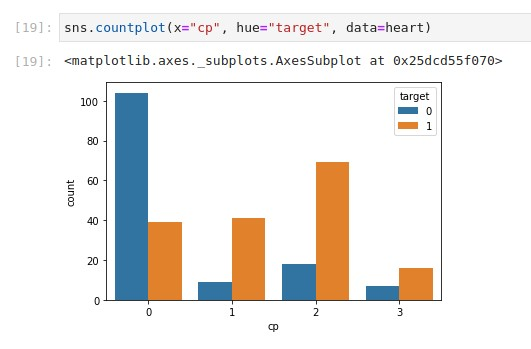 [19]: sns.countplot(x="cp", hue="target", data=heart)
[19]: <matplotlib.axes._subplots.AxesSubplot at 0x25dcd55f070>
target
0
1
100
80
60
40
20
0
count
0 1 2 3
cp